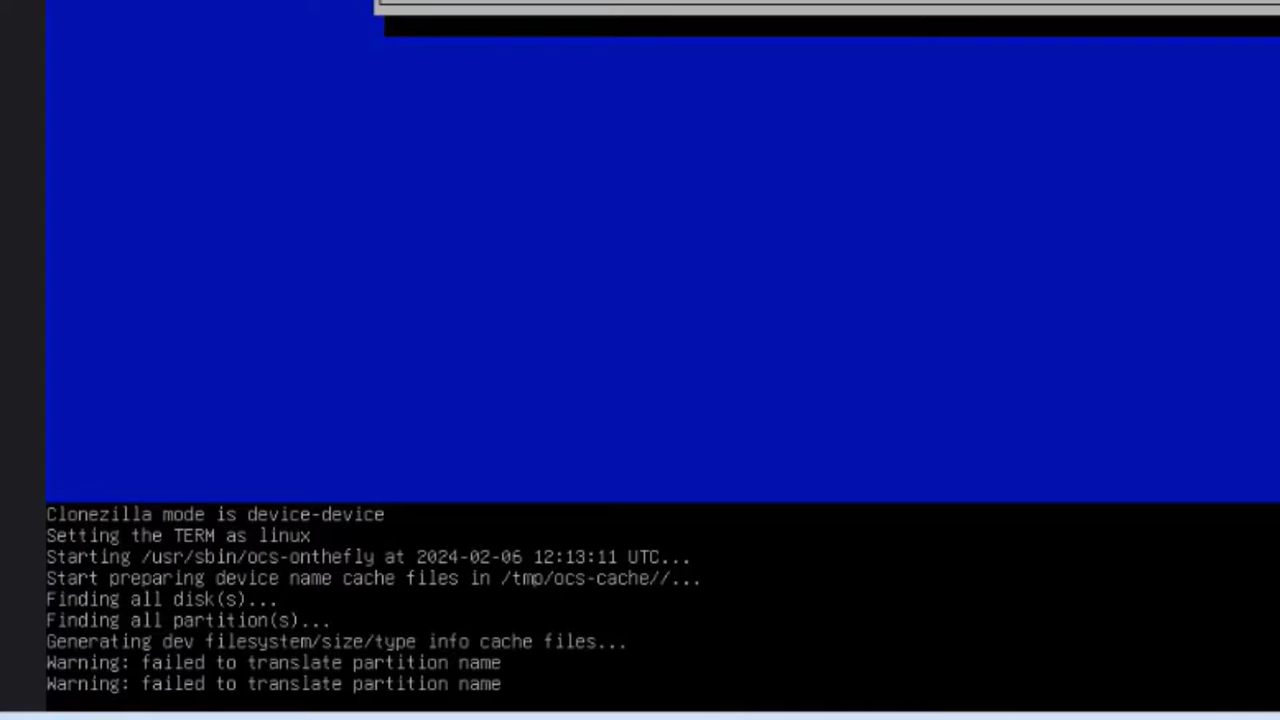 Clonezilla mode is device-device
Setting the TERM as linux
Starting /usr/sbin/ocs-onthefly at 2024-02-06 12:13:11 UTC...
Start preparing device name cache files in /tmp/ocs-cache//...
Finding all disk(s)...
Finding all partition(s)...
Generating dev filesystem/size/type info cache files...
Warning: failed to translate partition name
Warning: failed to translate partition name